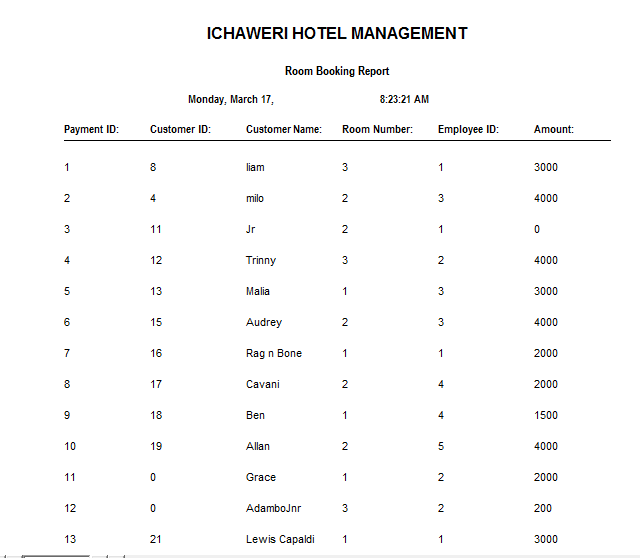 ICHAWERI HOTEL MANAGEMENT
Room Booking Report
Monday, March 17, 8:23:21 AM
Payment ID: Customer ID: Customer Name: Room Number: Employee ID: Amount:
1 8 liam 3 1 3000
2 4 milo 2 3 4000
3 11 Jr 2 1 0
4 12 Trinny 3 2 4000
5 13 Malia 1 3 3000
6 15 Audrey 2 3 4000
7 16 Rag n Bone 1 1 2000
8 17 Cavani 2 4 2000
9 18 Ben 1 4 1500
10 19 Allan 2 5 4000
11 0 Grace 1 2 2000
12 0 AdamboJnr 3 2 200
13 21 Lewis Capaldi 1 1 3000